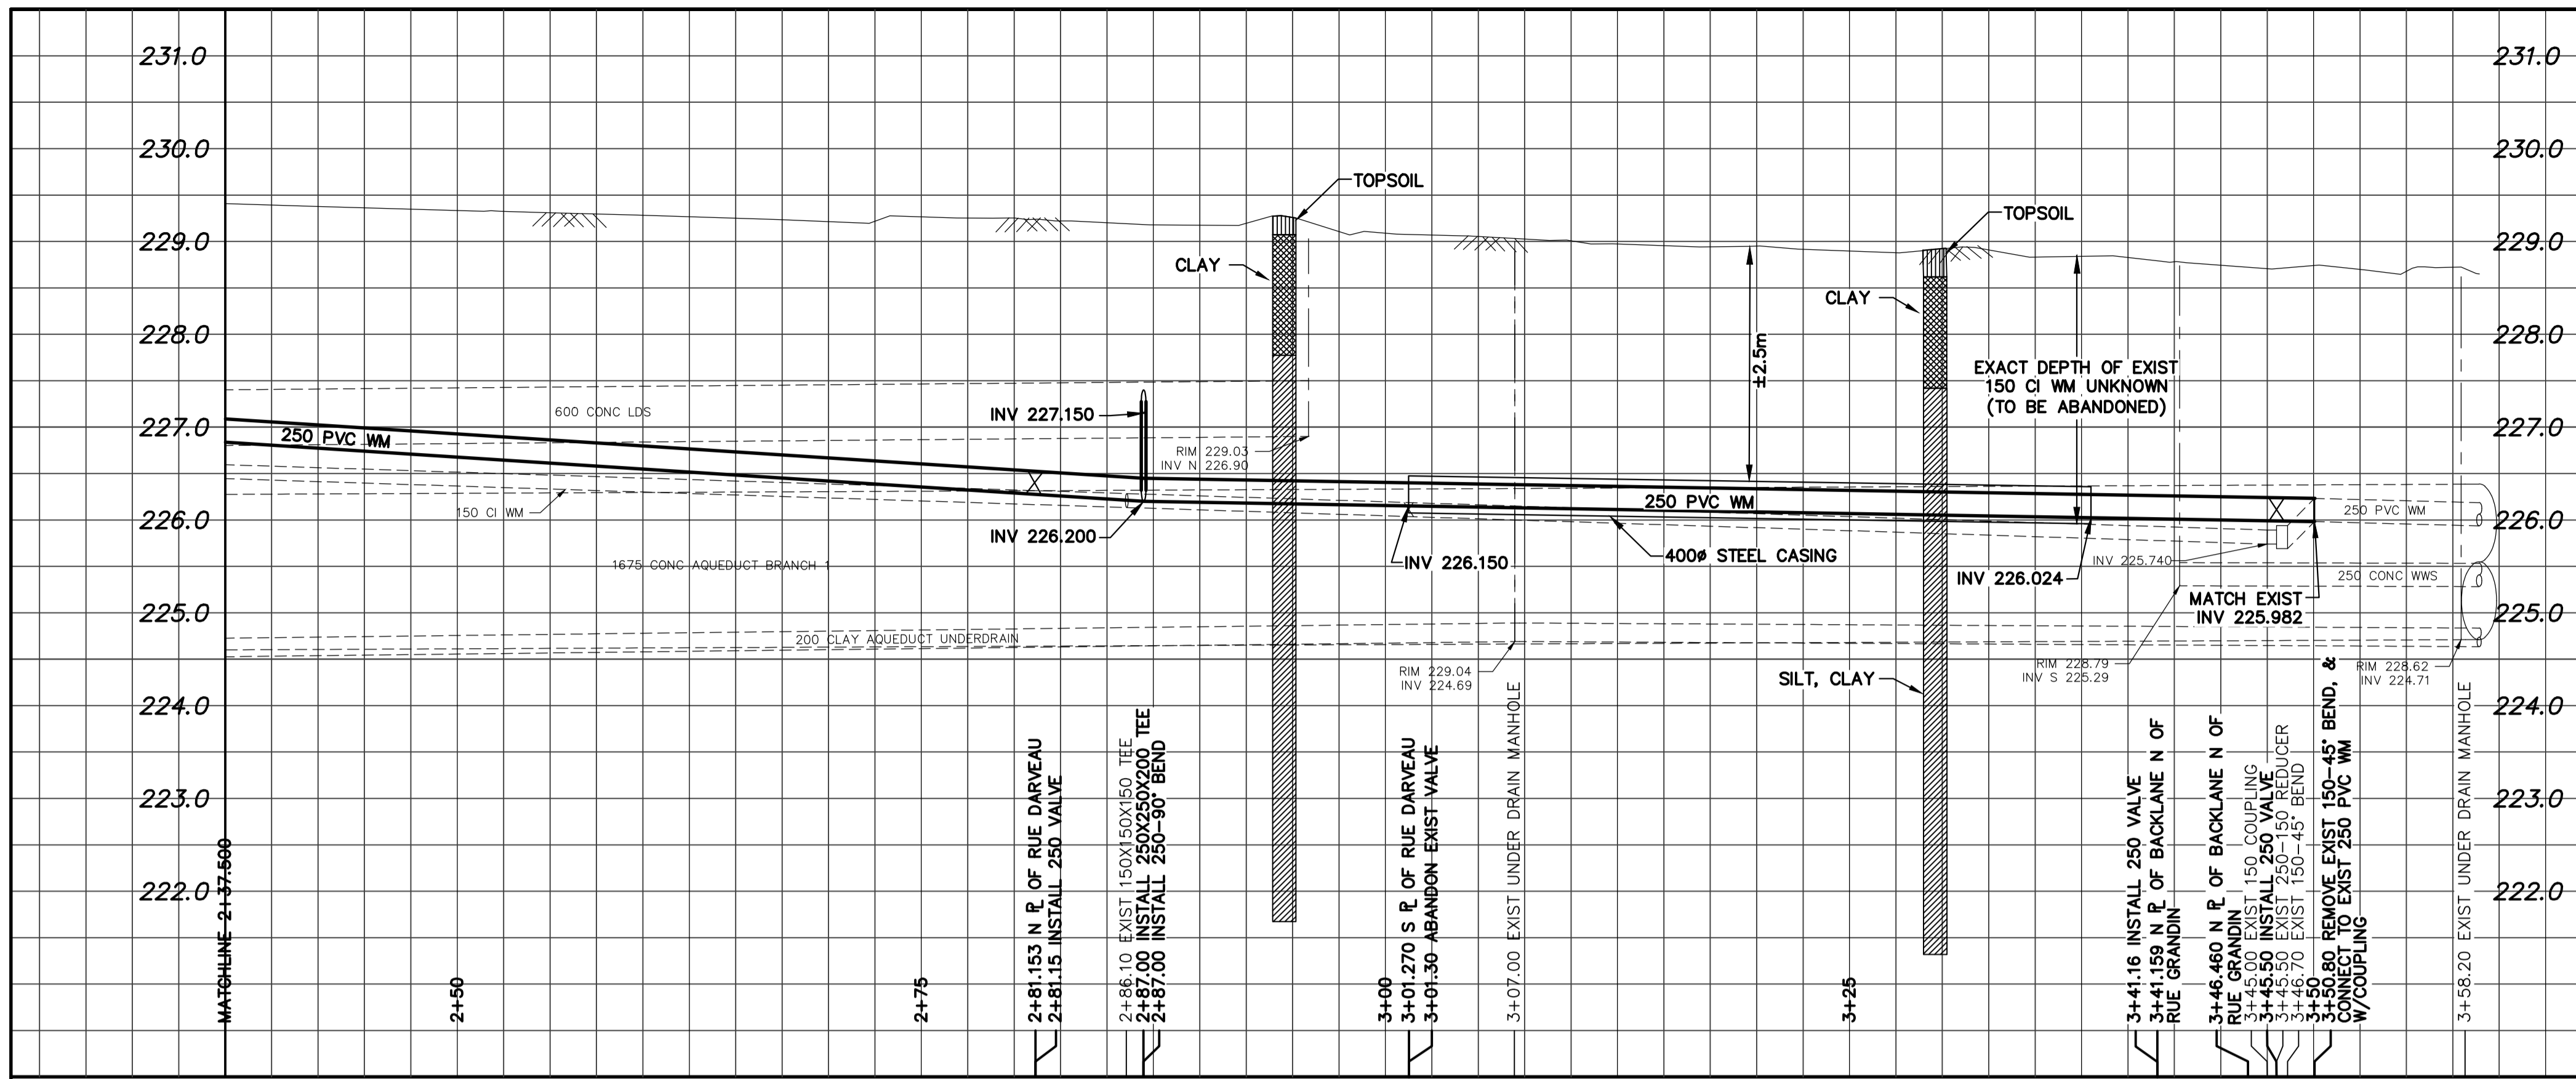 231.0
231.0
230.0
230.0
229.0
229.0
228.0
228.0
227.0
227.0
226.0
226.0
225.0
225.0
224.0
224.0
223.0
223.0
222.0
222.0
TOPSOIL
TOPSOIL
CLAY
CLAY
±2.5m
EXACT DEPTH OF EXIST
150 CI WM UNKNOWN
(TO BE ABANDONED)
600 CONC LDS
250 PVC WM
INV 227.150
RIM 229.03
INV N 226.90
150 CI WM
INV 226.200
1675 CONC AQUEDUCT BRANCH 1
INV 226.150
250 PVC WM
400ø STEEL CASING
INV 226.024
INV 225.740
250 PVC WM
250 CONC WWS
MATCH EXIST
INV 225.982
200 CLAY AQUEDUCT UNDERDRAIN
RIM 229.04
INV 224.69
SILT, CLAY
RIM 228.79
INV S 225.29
RIM 228.62
INV 224.71
MATCHLINE 2+37.500
2+50
2+75
2+81.153 N PL OF RUE DARVEAU
2+81.15 INSTALL 250 VALVE
2+86.10 EXIST 150X150X150 TEE
2+87.00 INSTALL 250X250X200 TEE
2+87.00 INSTALL 250-90° BEND
3+00
3+01.270 S PL OF RUE DARVEAU
3+01.30 ABANDON EXIST VALVE
3+07.00 EXIST UNDER DRAIN MANHOLE
3+25
3+41.16 INSTALL 250 VALVE
3+41.159 N PL OF BACKLANE N OF
RUE GRANDIN
3+46.460 N PL OF BACKLANE N OF
RUE GRANDIN
3+45.00 EXIST 150 COUPLING
3+45.50 INSTALL 250 VALVE
3+45.50 EXIST 250-150 REDUCER
3+46.70 EXIST 150-45° BEND
3+50
3+50.80 REMOVE EXIST 150-45° BEND, &
CONNECT TO EXIST 250 PVC WM
W/COUPLING
3+58.20 EXIST UNDER DRAIN MANHOLE